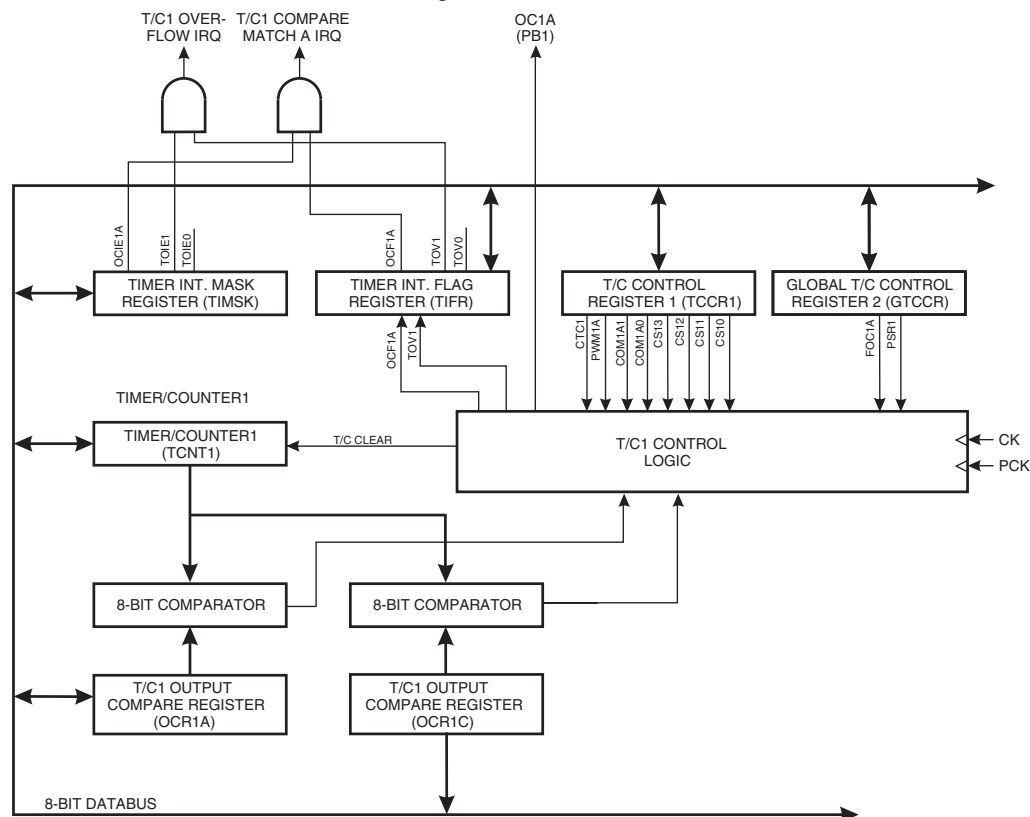 T/C1 OVER-
FLOW IRQ
T/C1 COMPARE
MATCH A IRQ
OC1A
(PB1)
OCIE1A
TOIE1
TOIE0
OCF1A
TOV1
TOV0
TIMER INT. MASK
REGISTER (TIMSK)
TIMER INT. FLAG
REGISTER (TIFR)
T/C CONTROL
REGISTER 1 (TCCR1)
GLOBAL T/C CONTROL
REGISTER 2 (GTCCR)
OCF1A
TOV1
CTC1
PWM1A
COM1A1
COM1A0
CS13
CS12
CS11
CS10
FOC1A
PSR1
TIMER/COUNTER1
TIMER/COUNTER1
(TCNT1)
T/C CLEAR
T/C1 CONTROL
LOGIC
CK
PCK
8-BIT COMPARATOR
8-BIT COMPARATOR
T/C1 OUTPUT
COMPARE REGISTER
(OCR1A)
T/C1 OUTPUT
COMPARE REGISTER
(OCR1C)
8-BIT DATABUS